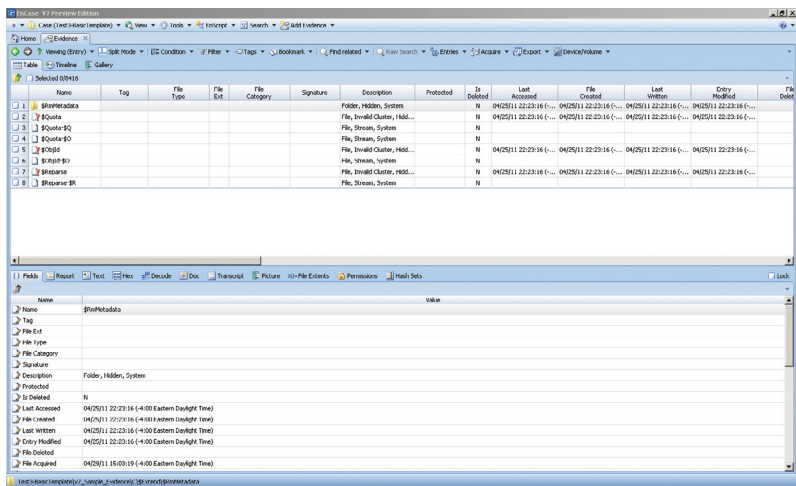 EnCase V7 Preview Edition
Case (Test3-BasicTemplate) View Tools EnScript Search Add Evidence
Home Evidence
Viewing (Entry) Split Mode Condition Filter Tags Bookmark Find related Raw Search Entries Acquire Export Device/Volume
Table Timeline Gallery
Selected 0/8416
Name Tag File Type File Ext File Category Signature Description Protected Is Deleted Last Accessed File Created Last Written Entry Modified File Delet
1 $RmMetadata Folder, Hidden, System N 04/25/11 22:23:16 (-... 04/25/11 22:23:16 (-... 04/25/11 22:23:16 (-... 04/25/11 22:23:16 (-...
2 $Quota File, Invalid Cluster, Hidd... N 04/25/11 22:23:16 (-... 04/25/11 22:23:16 (-... 04/25/11 22:23:16 (-... 04/25/11 22:23:16 (-...
3 $Quota·$Q File, Stream, System N
4 $Quota·$O File, Stream, System N
5 $ObjId File, Invalid Cluster, Hidd... N 04/25/11 22:23:16 (-... 04/25/11 22:23:16 (-... 04/25/11 22:23:16 (-... 04/25/11 22:23:16 (-...
6 $ObjId·$O File, Stream, System N
7 $Reparse File, Invalid Cluster, Hidd... N 04/25/11 22:23:16 (-... 04/25/11 22:23:16 (-... 04/25/11 22:23:16 (-... 04/25/11 22:23:16 (-...
8 $Reparse·$R File, Stream, System N
Fields Report Text Hex Decode Doc Transcript Picture File Extents Permissions Hash Sets Lock
Name Value
Name $RmMetadata
Tag
File Ext
File Type
File Category
Signature
Description Folder, Hidden, System
Protected
Is Deleted N
Last Accessed 04/25/11 22:23:16 (-4:00 Eastern Daylight Time)
File Created 04/25/11 22:23:16 (-4:00 Eastern Daylight Time)
Last Written 04/25/11 22:23:16 (-4:00 Eastern Daylight Time)
Entry Modified 04/25/11 22:23:16 (-4:00 Eastern Daylight Time)
File Deleted
File Acquired 04/29/11 15:03:19 (-4:00 Eastern Daylight Time)
Test3-BasicTemplate\v7_Sample_Evidence\C\$Extend\$RmMetadata